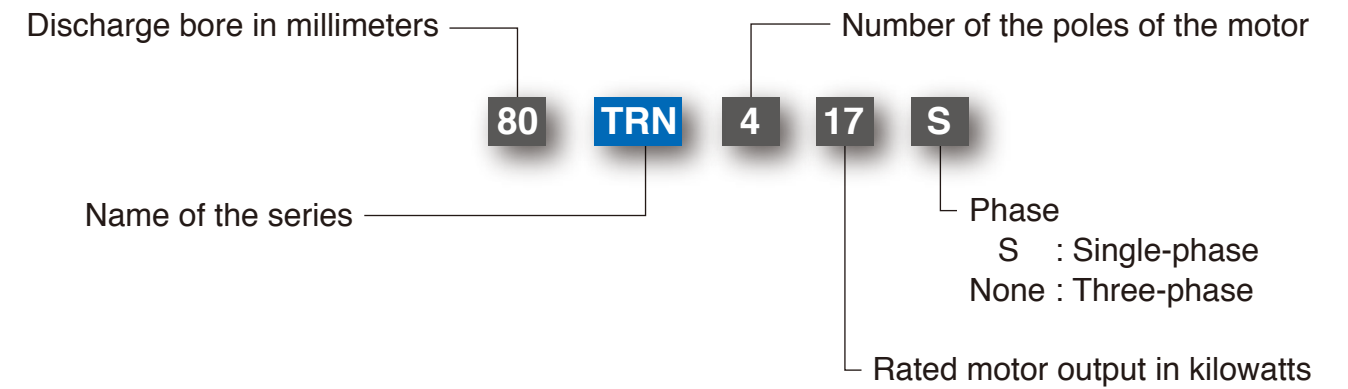 Discharge bore in millimeters
Number of the poles of the motor
80 TRN 4 17 S
Name of the series
Phase
S : Single-phase
None : Three-phase
Rated motor output in kilowatts